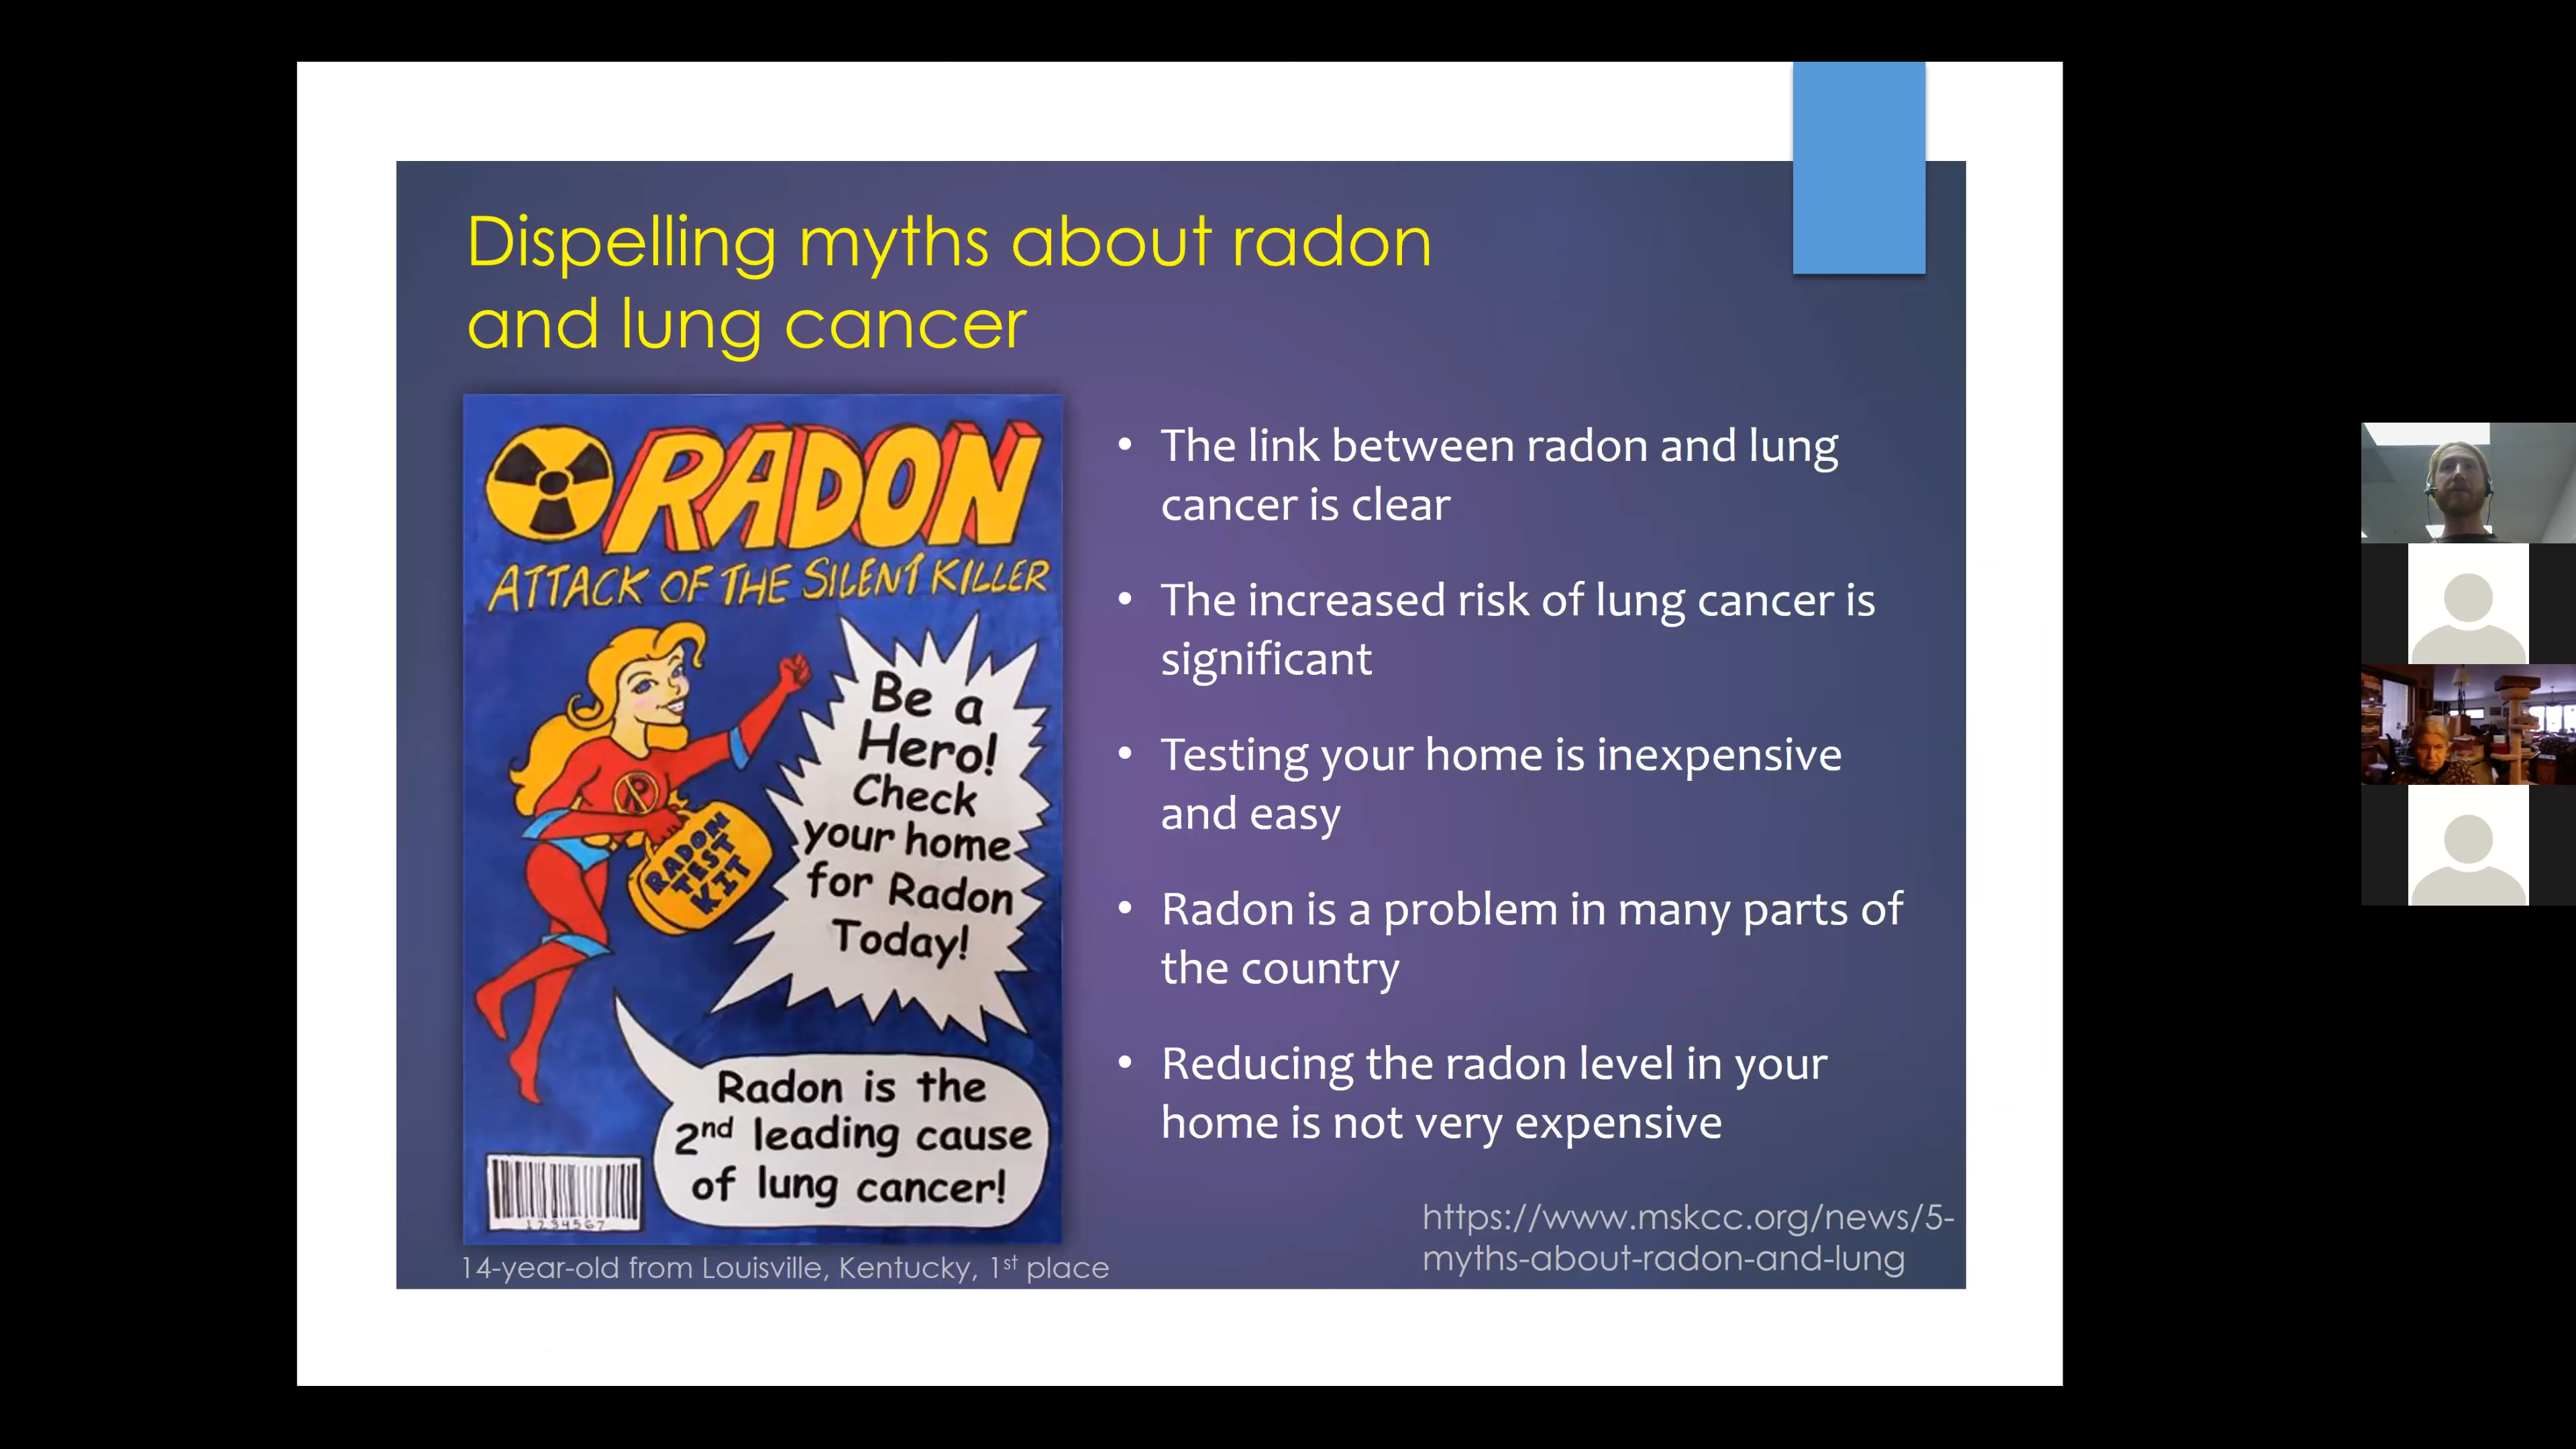 Dispelling myths about radon
and lung cancer
RADON
ATTACK OF THE SILENT KILLER
Be a
Hero!
Check
your home
for Radon
Today!
R
RADON
TEST
KIT
Radon is the
2nd leading cause
of lung cancer!
1234567
14-year-old from Louisville, Kentucky, 1st place
• The link between radon and lung
cancer is clear
• The increased risk of lung cancer is
significant
• Testing your home is inexpensive
and easy
• Radon is a problem in many parts of
the country
• Reducing the radon level in your
home is not very expensive
https://www.mskcc.org/news/5-
myths-about-radon-and-lung